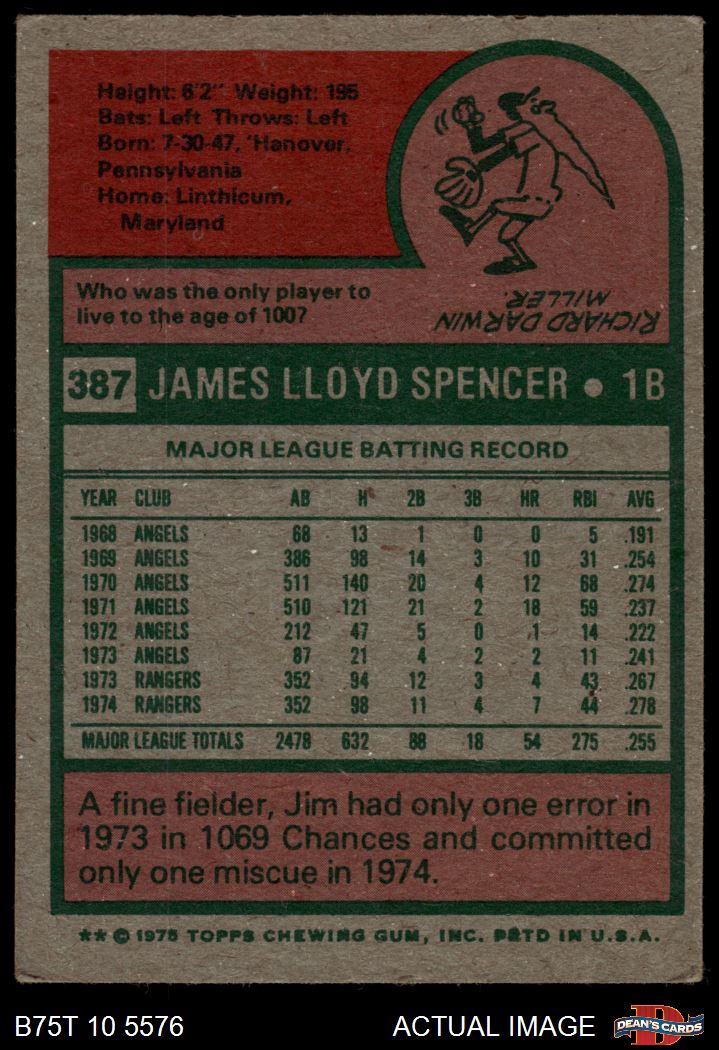 Height: 6'2" Weight: 195
Bats: Left Throws: Left
Born: 7-30-47, 'Hanover,
Pennsylvania
Home: Linthicum,
Maryland
Who was the only player to
live to the age of 100?
RICHARD DARWIN
MILLER.
387 JAMES LLOYD SPENCER • 1B
MAJOR LEAGUE BATTING RECORD
YEAR CLUB AB H 2B 3B HR RBI AVG
1968 ANGELS 68 13 1 0 0 5 .191
1969 ANGELS 386 98 14 3 10 31 .254
1970 ANGELS 511 140 20 4 12 68 .274
1971 ANGELS 510 121 21 2 18 59 .237
1972 ANGELS 212 47 5 0 1 14 .222
1973 ANGELS 87 21 4 2 2 11 .241
1973 RANGERS 352 94 12 3 4 43 .267
1974 RANGERS 352 98 11 4 7 44 .278
MAJOR LEAGUE TOTALS 2478 632 88 18 54 275 .255
A fine fielder, Jim had only one error in
1973 in 1069 Chances and committed
only one miscue in 1974.
** © 1975 TOPPS CHEWING GUM, INC. PRTD IN U.S.A.
B75T 10 5576 ACTUAL IMAGE D DEAN'S CARDS